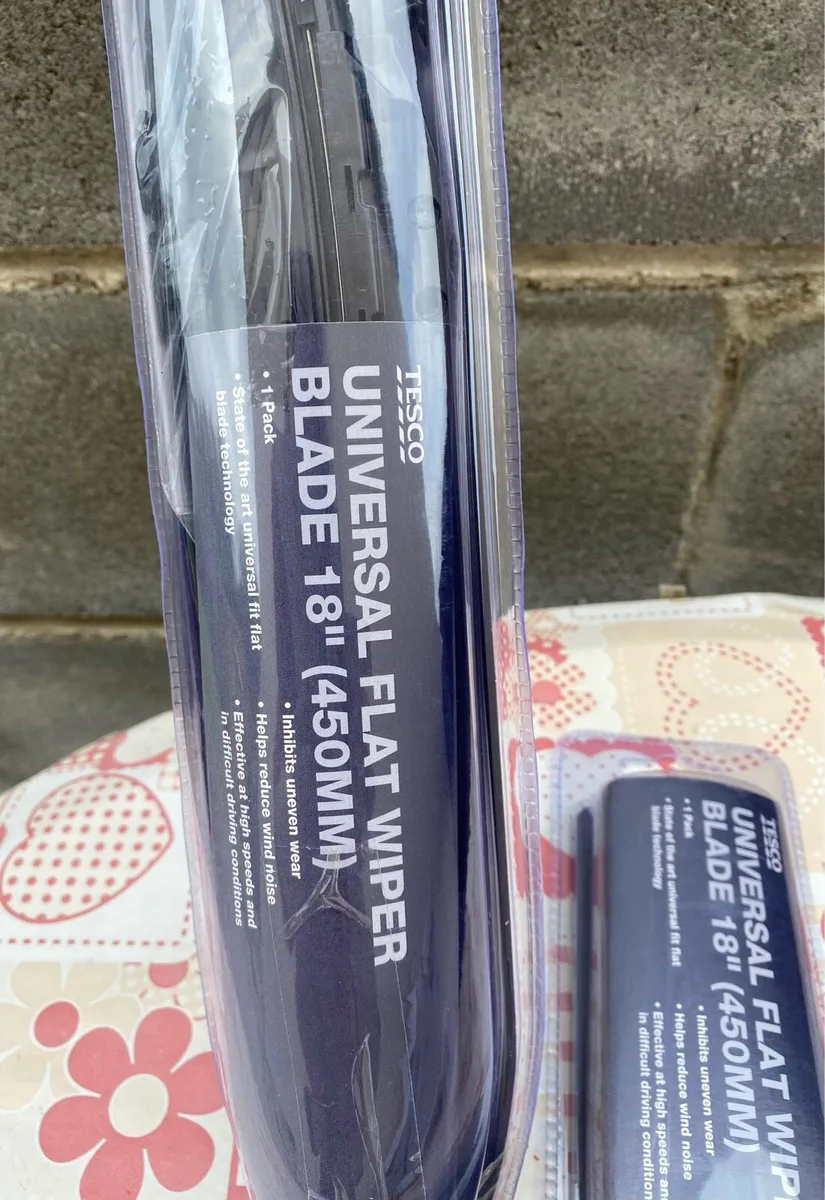 TESCO
UNIVERSAL FLAT WIPER
BLADE 18" (450MM)
• 1 Pack
• State of the art universal fit flat
blade technology
• Inhibits uneven wear
• Helps reduce wind noise
• Effective at high speeds and
in difficult driving conditions
TESCO
UNIVERSAL FLAT WIP
BLADE 18" (450MM)
• 1 Pack
• State of the art universal fit flat
blade technology
• Inhibits uneven wear
• Helps reduce wind noise
• Effective at high speeds and
in difficult driving condition